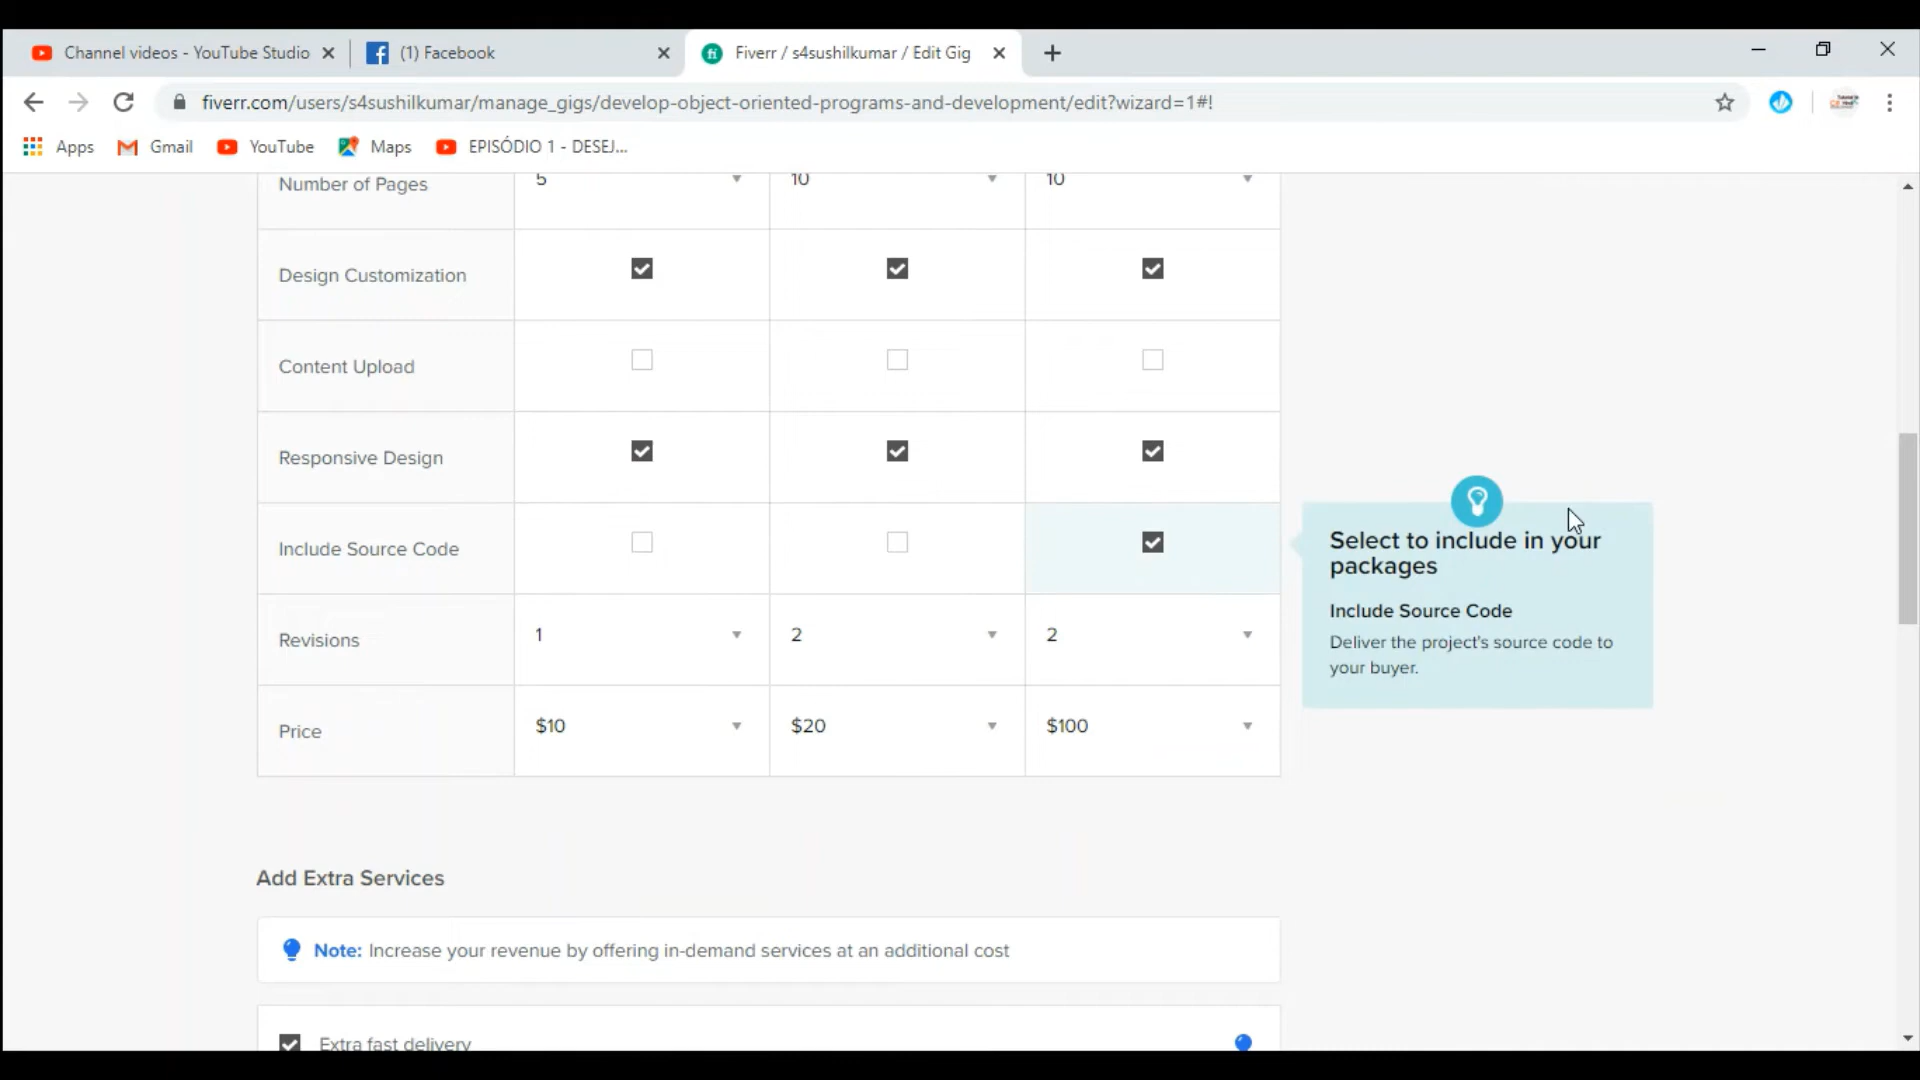 Channel videos - YouTube Studio
(1) Facebook
Fiverr / s4sushilkumar / Edit Gig
fiverr.com/users/s4sushilkumar/manage_gigs/develop-object-oriented-programs-and-development/edit?wizard=1#!
Apps
Gmail
YouTube
Maps
EPISÓDIO 1 - DESEJ...
Number of Pages
5
10
10
Design Customization
Content Upload
Responsive Design
Include Source Code
Select to include in your
packages
Include Source Code
Deliver the project's source code to
your buyer.
Revisions
1
2
2
Price
$10
$20
$100
Add Extra Services
Note: Increase your revenue by offering in-demand services at an additional cost
Extra fast delivery